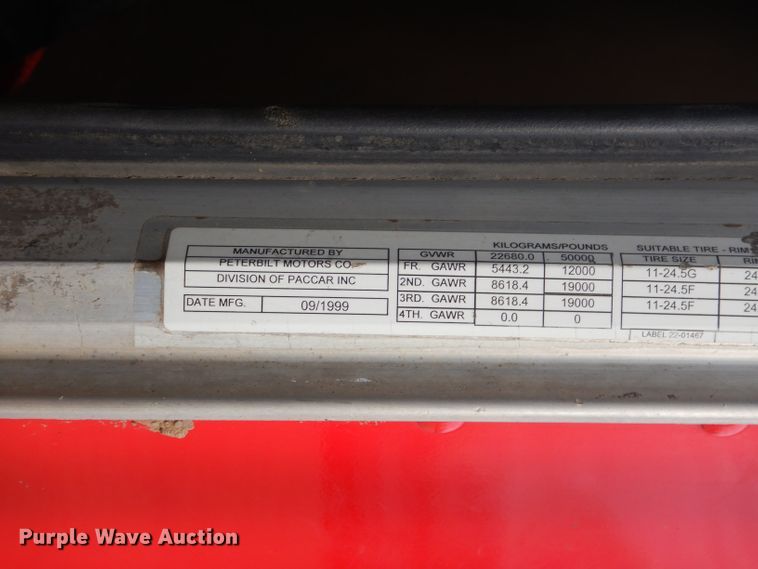 MANUFACTURED BY
PETERBILT MOTORS CO.
DIVISION OF PACCAR INC
DATE MFG. 09/1999
KILOGRAMS/POUNDS
GVWR 22680.0 50000
FR. GAWR 5443.2 12000
2ND. GAWR 8618.4 19000
3RD. GAWR 8618.4 19000
4TH. GAWR 0.0 0
SUITABLE TIRE - RIM
TIRE SIZE
11-24.5G 24
11-24.5F 24
11-24.5F 24
LABEL 22-01467
Purple Wave Auction